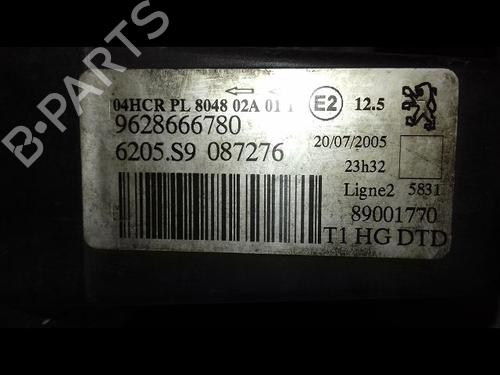 04HCR PL 8048 02A 01 1 E2 12.5
9628666780
6205.S9 087276
20/07/2005
23h32
Ligne2 5831
89001770
T1 HG DTD
B-PARTS